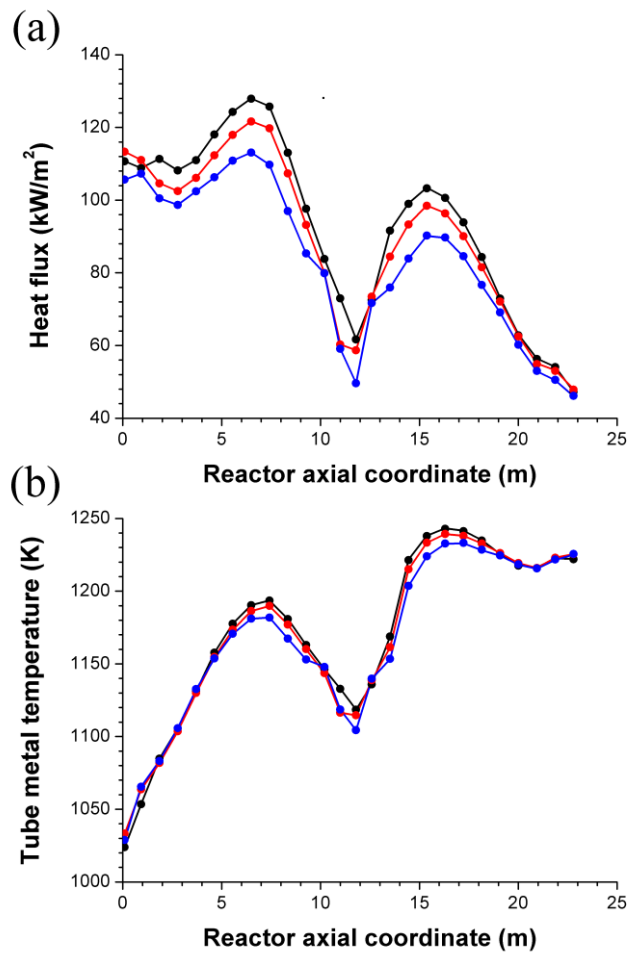 (a)
140
120
100
80
60
40
Heat flux (kW/m²)
0 5 10 15 20 25
Reactor axial coordinate (m)
(b)
1250
1200
1150
1100
1050
1000
Tube metal temperature (K)
0 5 10 15 20 25
Reactor axial coordinate (m)